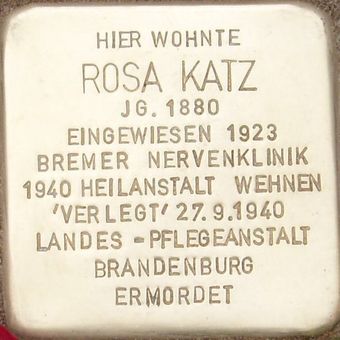 HIER WOHNTE
ROSA KATZ
JG. 1880
EINGEWIESEN 1923
BREMER NERVENKLINIK
1940 HEILANSTALT WEHNEN
'VERLEGT' 27.9.1940
LANDES-PFLEGEANSTALT
BRANDENBURG
ERMORDET